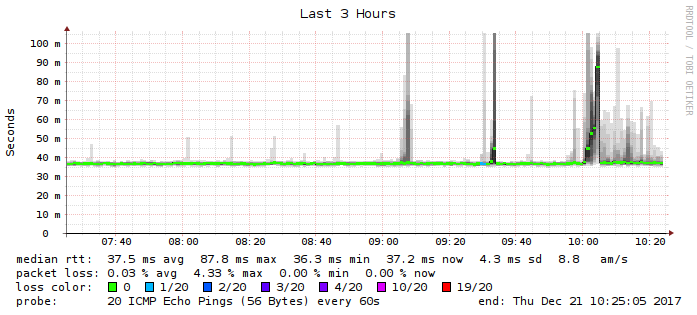 Last 3 Hours
RRDTOOL / TOBI OETIKER
Seconds
100 m
90 m
80 m
70 m
60 m
50 m
40 m
30 m
20 m
10 m
0
07:40 08:00 08:20 08:40 09:00 09:20 09:40 10:00 10:20
median rtt: 37.5 ms avg 87.8 ms max 36.3 ms min 37.2 ms now 4.3 ms sd 8.8 am/s
packet loss: 0.03 % avg 4.33 % max 0.00 % min 0.00 % now
loss color: 0 1/20 2/20 3/20 4/20 10/20 19/20
probe: 20 ICMP Echo Pings (56 Bytes) every 60s end: Thu Dec 21 10:25:05 2017